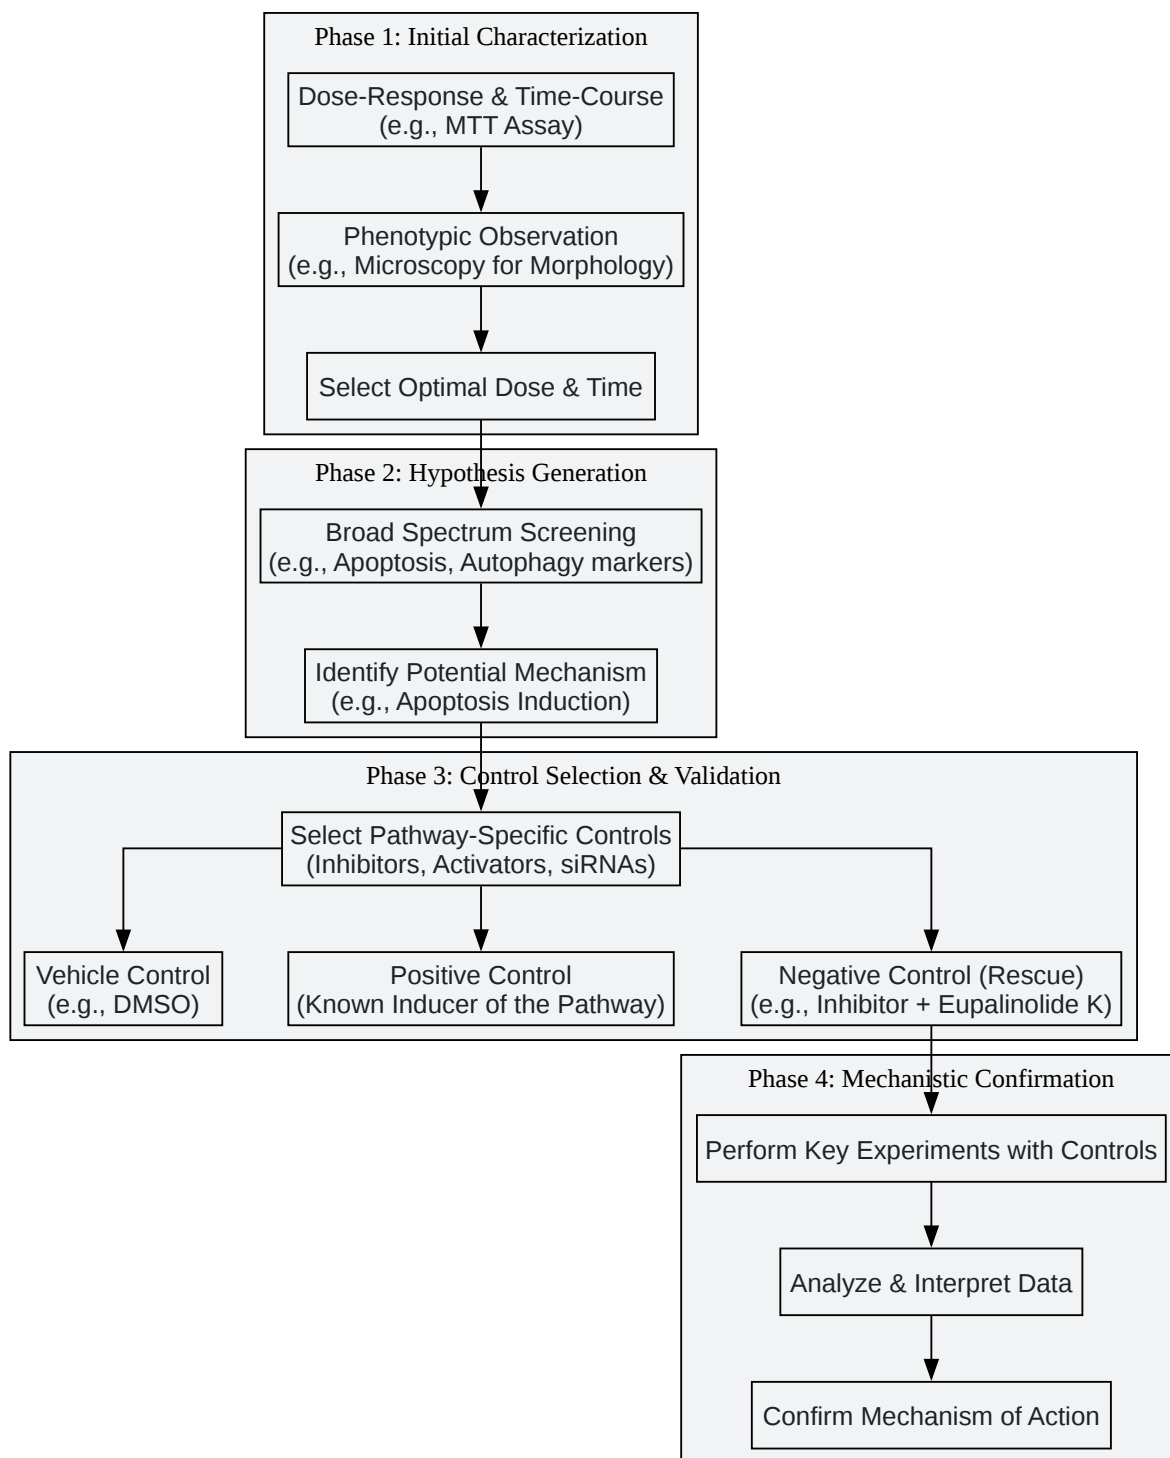 Phase 1: Initial Characterization
Dose-Response & Time-Course
(e.g., MTT Assay)
Phenotypic Observation
(e.g., Microscopy for Morphology)
Select Optimal Dose & Time
Phase 2: Hypothesis Generation
Broad Spectrum Screening
(e.g., Apoptosis, Autophagy markers)
Identify Potential Mechanism
(e.g., Apoptosis Induction)
Phase 3: Control Selection & Validation
Select Pathway-Specific Controls
(Inhibitors, Activators, siRNAs)
Vehicle Control
(e.g., DMSO)
Positive Control
(Known Inducer of the Pathway)
Negative Control (Rescue)
(e.g., Inhibitor + Eupalinolide K)
Phase 4: Mechanistic Confirmation
Perform Key Experiments with Controls
Analyze & Interpret Data
Confirm Mechanism of Action